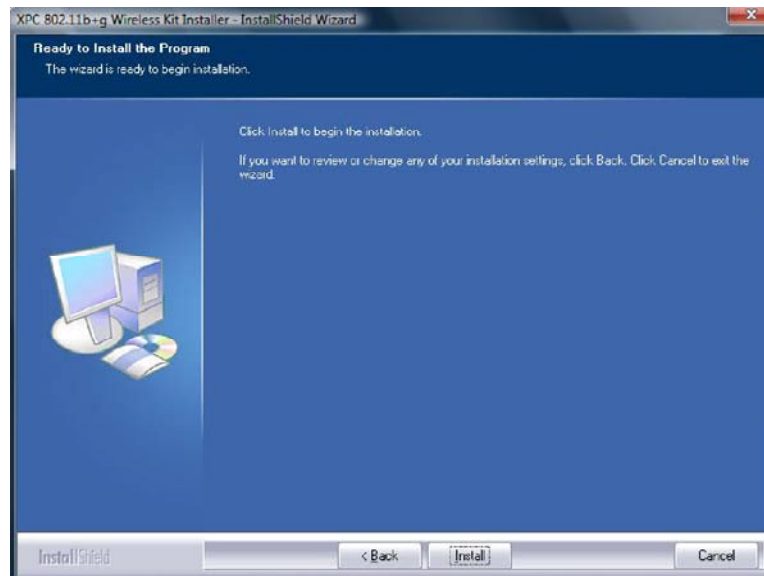 XPC 802.11b+g Wireless Kit Installer - InstallShield Wizard
Ready to Install the Program
The wizard is ready to begin installation.
Click Install to begin the installation.
If you want to review or change any of your installation settings, click Back. Click Cancel to exit the
wizard.
InstallShield
< Back
Install
Cancel